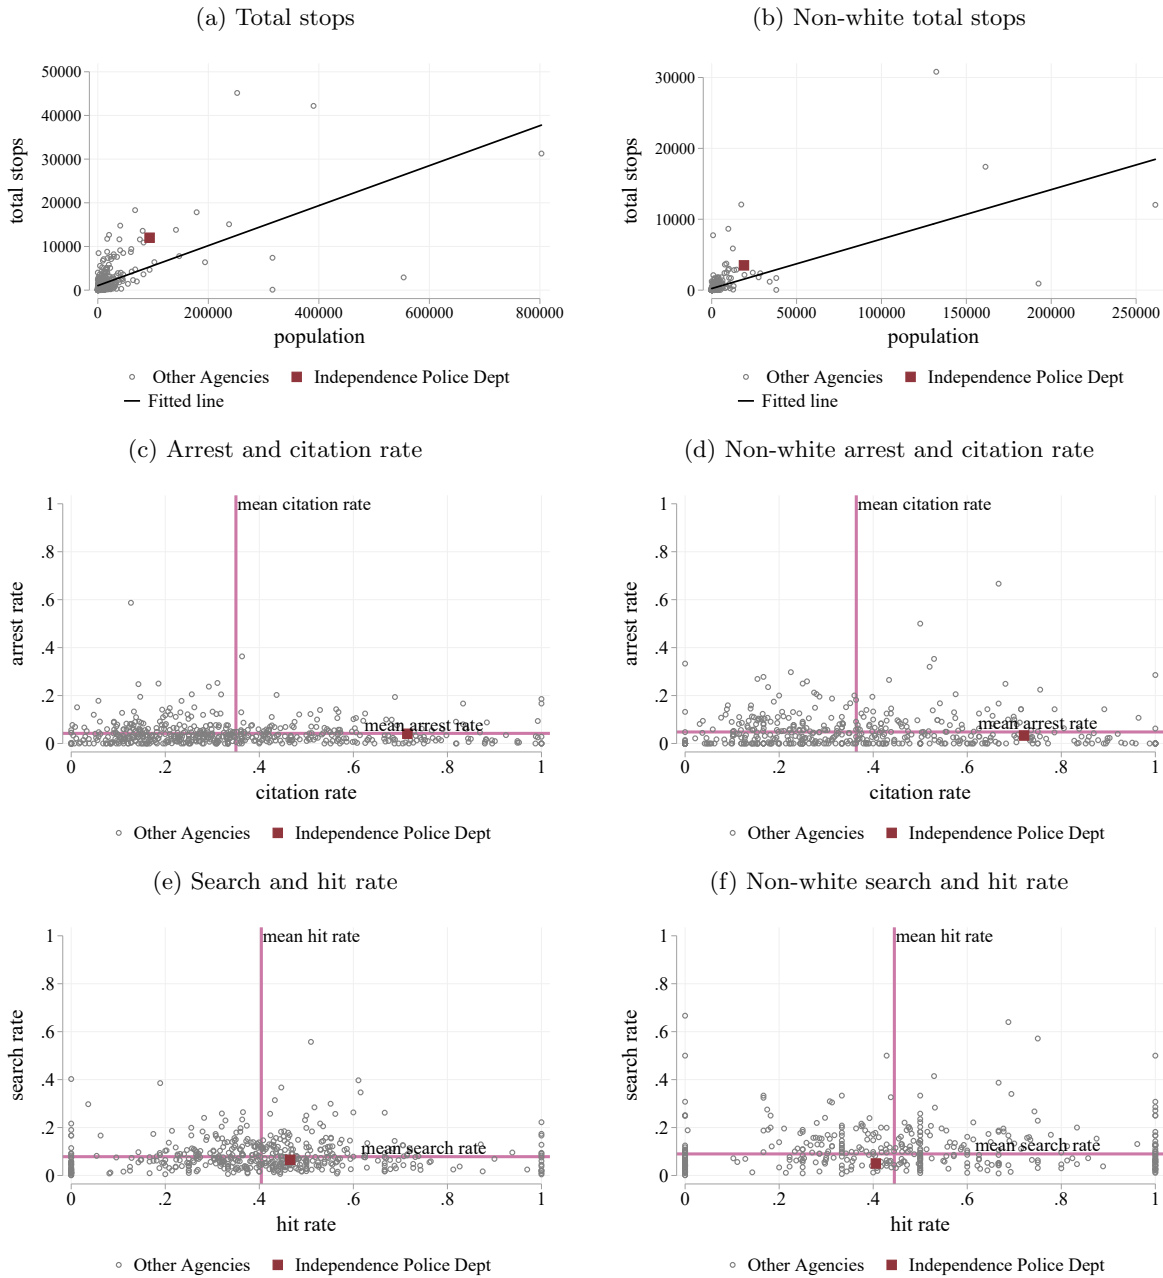 (a) Total stops
total stops
50000
40000
30000
20000
10000
0
0 200000 400000 600000 800000
population
Other Agencies Independence Police Dept
Fitted line
(b) Non-white total stops
total stops
30000
20000
10000
0
0 50000 100000 150000 200000 250000
population
Other Agencies Independence Police Dept
Fitted line
(c) Arrest and citation rate
arrest rate
1
.8
.6
.4
.2
0
mean citation rate
mean arrest rate
0 .2 .4 .6 .8 1
citation rate
Other Agencies Independence Police Dept
(d) Non-white arrest and citation rate
arrest rate
1
.8
.6
.4
.2
0
mean citation rate
mean arrest rate
0 .2 .4 .6 .8 1
citation rate
Other Agencies Independence Police Dept
(e) Search and hit rate
search rate
1
.8
.6
.4
.2
0
mean hit rate
mean search rate
0 .2 .4 .6 .8 1
hit rate
Other Agencies Independence Police Dept
(f) Non-white search and hit rate
search rate
1
.8
.6
.4
.2
0
mean hit rate
mean search rate
0 .2 .4 .6 .8 1
hit rate
Other Agencies Independence Police Dept